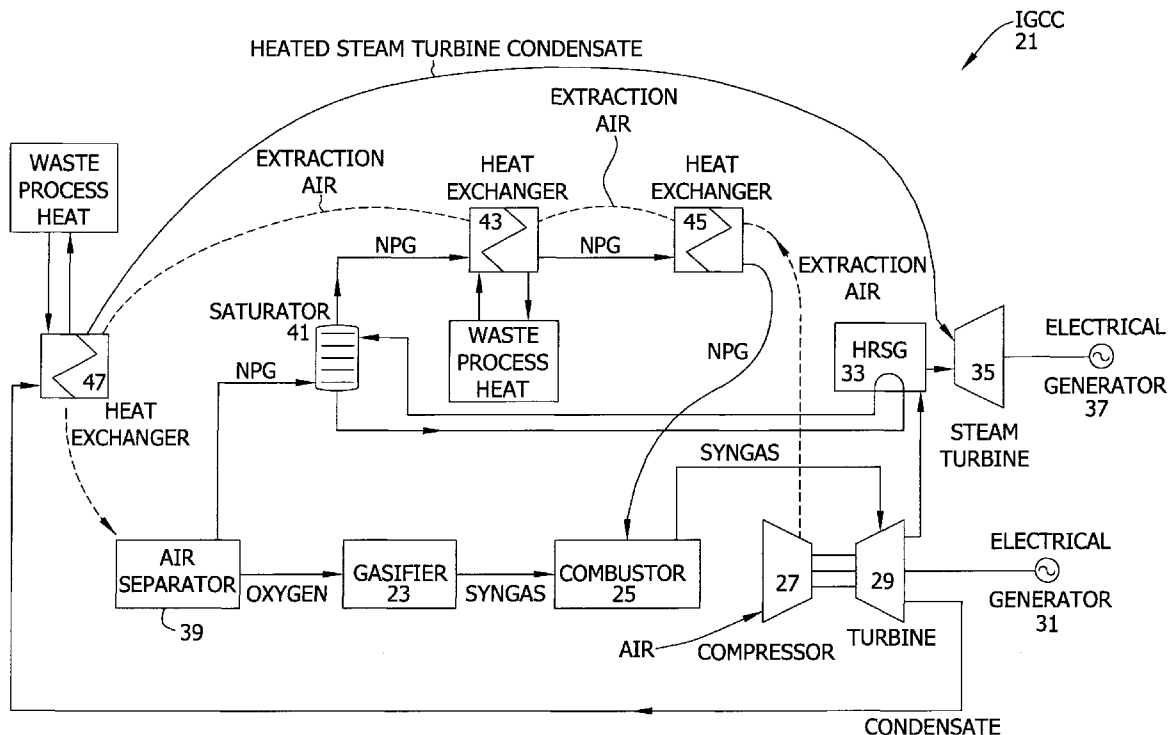 IGCC
21
HEATED STEAM TURBINE CONDENSATE
EXTRACTION
AIR
WASTE
PROCESS
HEAT
EXTRACTION
AIR
HEAT
EXCHANGER
43
HEAT
EXCHANGER
45
NPG
NPG
EXTRACTION
AIR
SATURATOR
41
WASTE
PROCESS
HEAT
NPG
HRSG
33
35
ELECTRICAL
GENERATOR
37
STEAM
TURBINE
47
HEAT
EXCHANGER
NPG
SYNGAS
AIR
SEPARATOR
39
OXYGEN
GASIFIER
23
SYNGAS
COMBUSTOR
25
27
29
ELECTRICAL
GENERATOR
31
AIR
COMPRESSOR
TURBINE
CONDENSATE